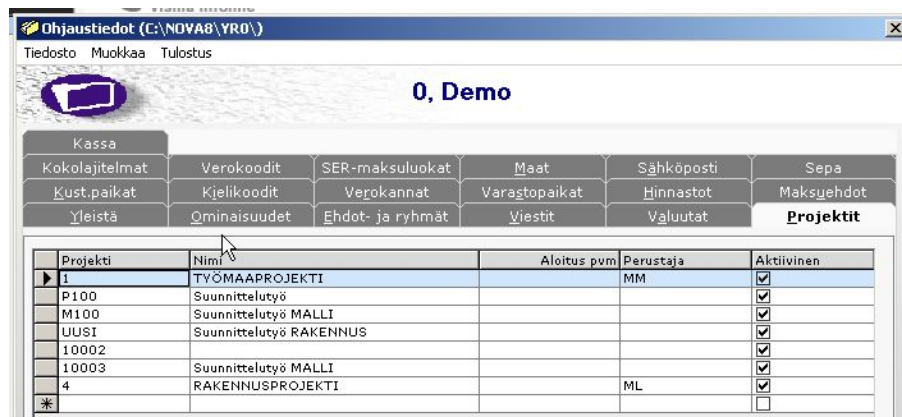 Ohjaustiedot (C:\NOVA8\YR0\)
Tiedosto Muokkaa Tulostus
0, Demo
Kassa
Kokolajitelmat Verokoodit SER-maksuluokat Maat Sähköposti Sepa
Kust.paikat Kielikoodit Verokannat Varastopaikat Hinnastot Maksuehdot
Yleistä Ominaisuudet Ehdot- ja ryhmät Viestit Valuutat Projektit
Projekti Nimi Aloitus pvm Perustaja Aktiivinen
1 TYÖMAAPROJEKTI MM
P100 Suunnittelutyö
M100 Suunnittelutyö MALLI
UUSI Suunnittelutyö RAKENNUS
10002
10003 Suunnittelutyö MALLI
4 RAKENNUSPROJEKTI ML